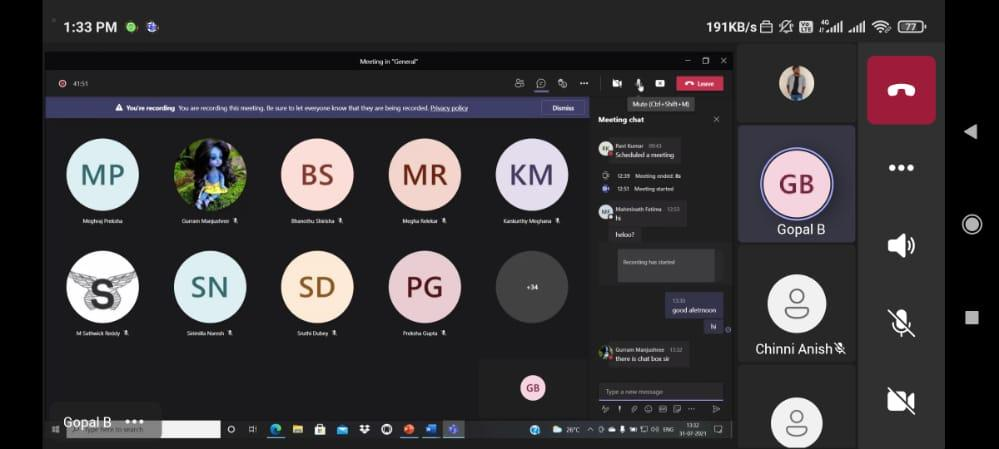 1:33 PM
191KB/s
Vo LTE
4G
77
Meeting in "General"
41:51
Leave
You're recording You are recording this meeting. Be sure to let everyone know that they are being recorded. Privacy policy
Dismiss
Mute (Ctrl+Shift+M)
Meeting chat
MP
BS
MR
KM
Meghraj Preksha
Gurram Manjushree
Bhanothu Shirisha
Megha Relekar
Kankurthy Meghana
S
SN
SD
PG
+34
M Sathwick Reddy
Sirimilla Naresh
Sruthi Dubey
Preksha Gupta
GB
Ravi Kumar 09:43
Scheduled a meeting
12:39 Meeting ended: 8s
12:51 Meeting started
Maheshoath Fatima 12:53
hi
heloo?
Recording has started
13:30
good afetrnoon
hi
Gurram Manjushree 13:32
there is chat box sir
Type a new message
GB
Gopal B
Chinni Anish
Gopal B
Type here to search
26°C
ENG
13:32
31-07-2021